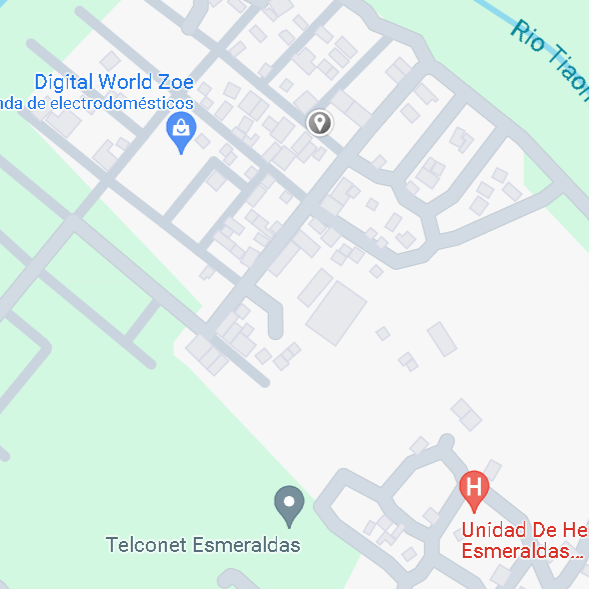 Rio Tiaon
Digital World Zoe
nda de electrodomésticos
H
Unidad De He
Esmeraldas...
Telconet Esmeraldas